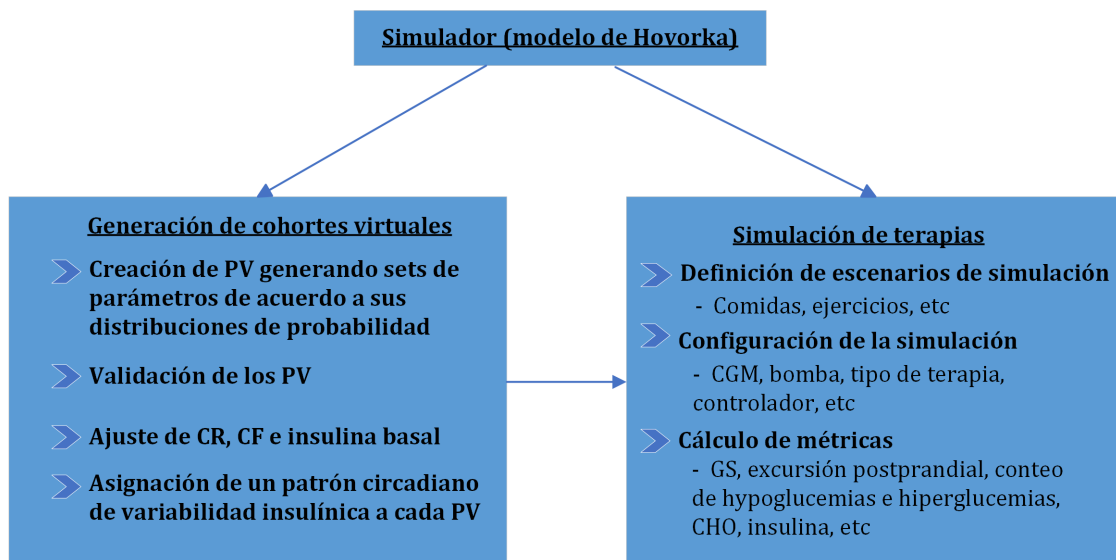 Simulador (modelo de Hovorka)
Generación de cohortes virtuales
Creación de PV generando sets de
parámetros de acuerdo a sus
distribuciones de probabilidad
Validación de los PV
Ajuste de CR, CF e insulina basal
Asignación de un patrón circadiano
de variabilidad insulínica a cada PV
Simulación de terapias
Definición de escenarios de simulación
- Comidas, ejercicios, etc
Configuración de la simulación
- CGM, bomba, tipo de terapia,
controlador, etc
Cálculo de métricas
- GS, excursión postprandial, conteo
de hypoglucemias e hiperglucemias,
CHO, insulina, etc